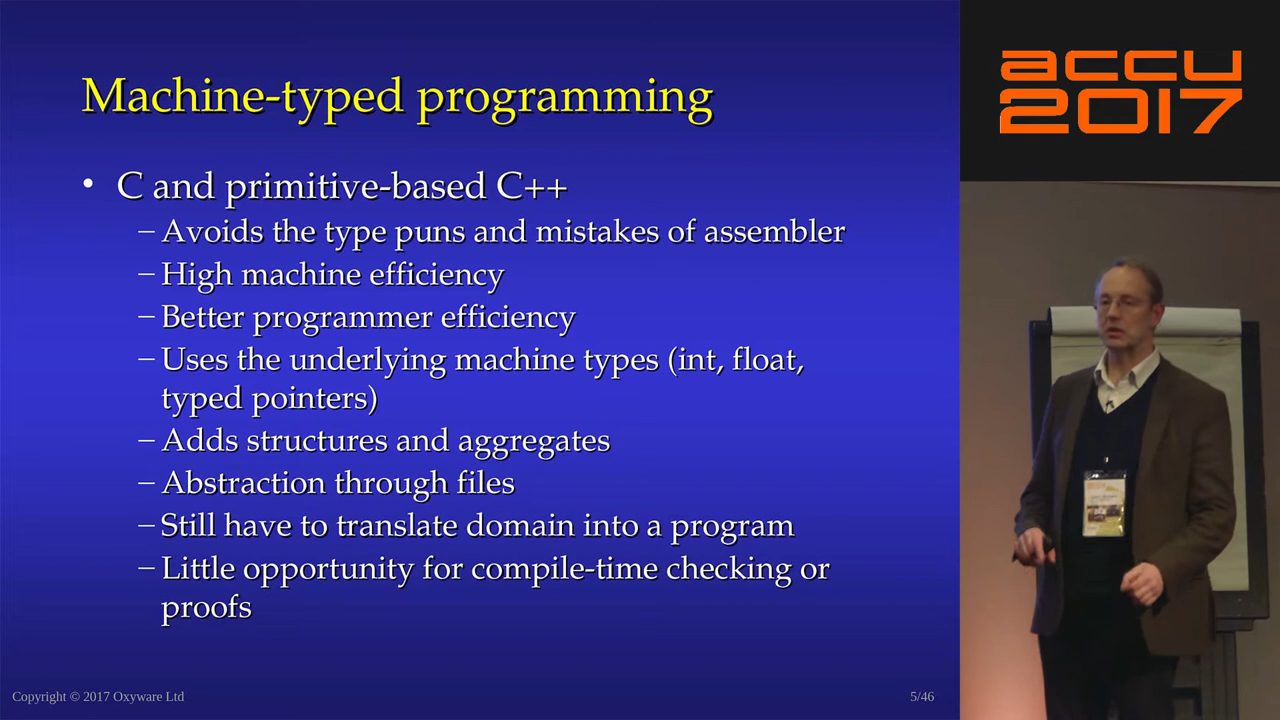 Machine-typed programming
• C and primitive-based C++
– Avoids the type puns and mistakes of assembler
– High machine efficiency
– Better programmer efficiency
– Uses the underlying machine types (int, float,
typed pointers)
– Adds structures and aggregates
– Abstraction through files
– Still have to translate domain into a program
– Little opportunity for compile-time checking or
proofs
Copyright © 2017 Oxyware Ltd
5/46
accu
2017